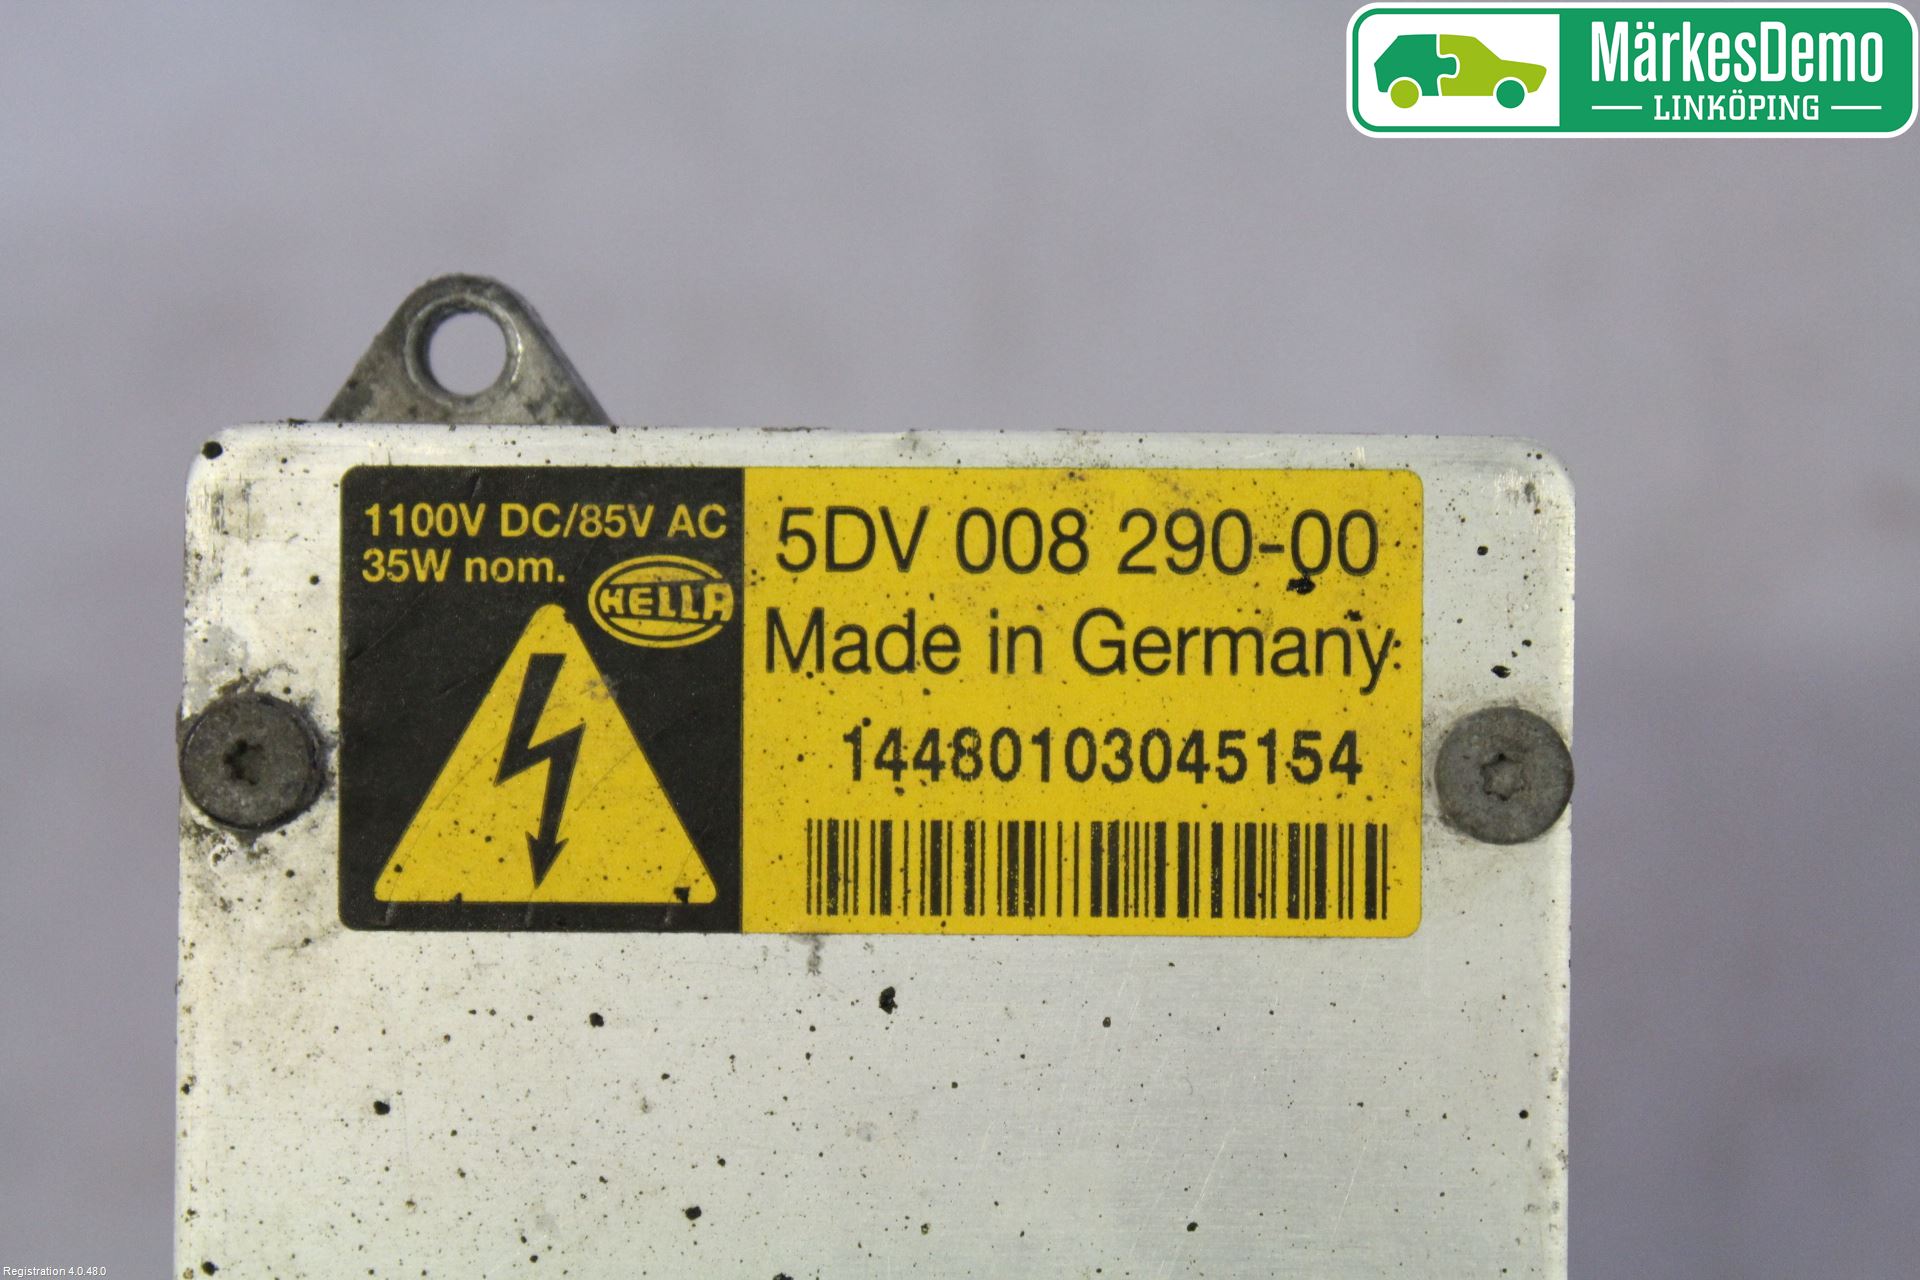 MärkesDemo
LINKÖPING
1100V DC/85V AC
35W nom.
HELLA
5DV 008 290-00
Made in Germany
14480103045154
Registration 4.0.48.0